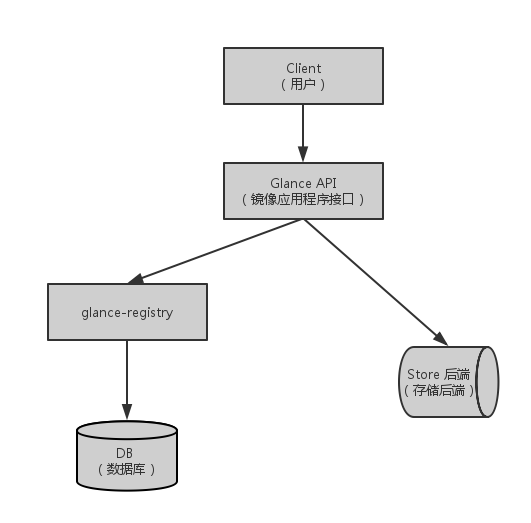 Client
（用户）
Glance API
（镜像应用程序接口）
glance-registry
Store 后端
（存储后端）
DB
（数据库）